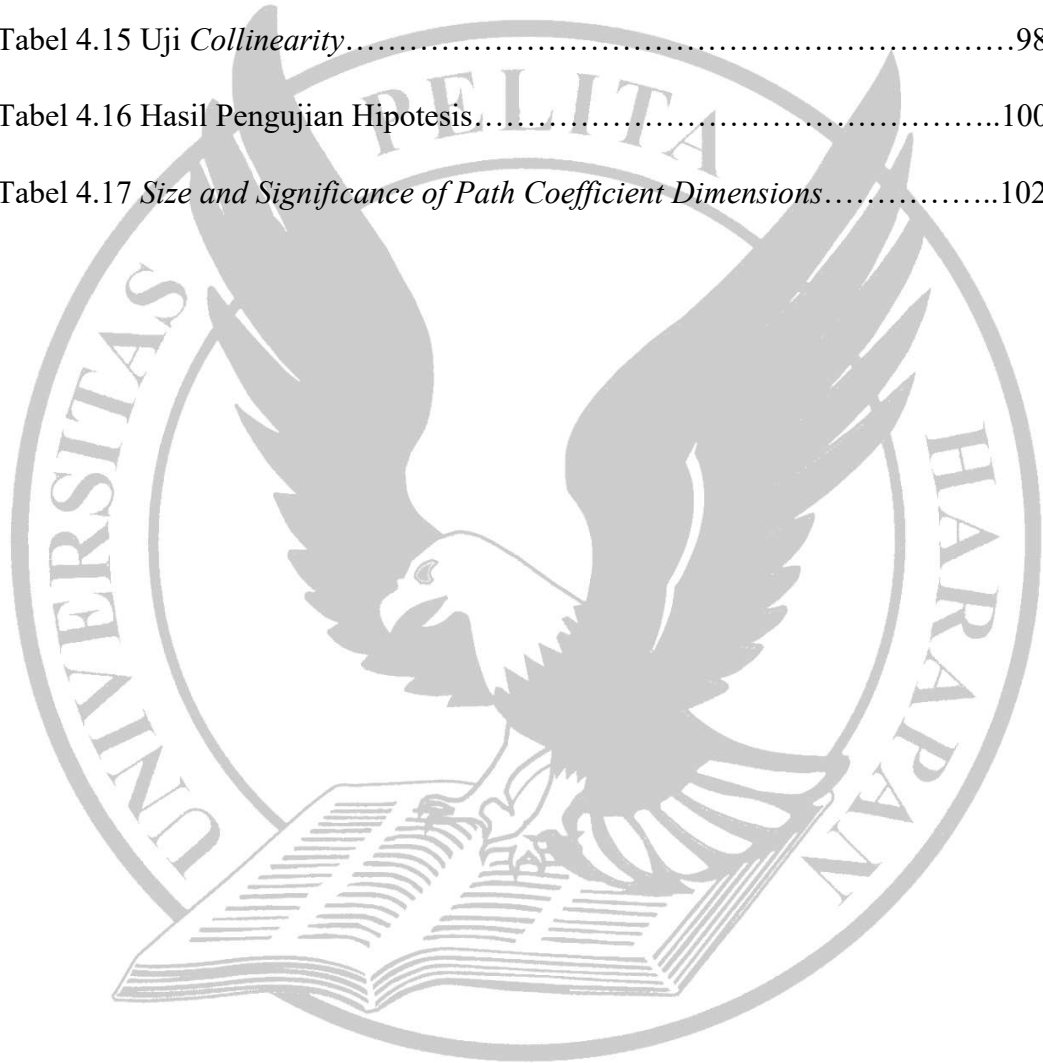 Tabel 4.15 Uji Collinearity………………………………………………………98
Tabel 4.16 Hasil Pengujian Hipotesis…………………………………………..100
Tabel 4.17 Size and Significance of Path Coefficient Dimensions……………..102
UNIVERSITAS PELITA HARAPAN